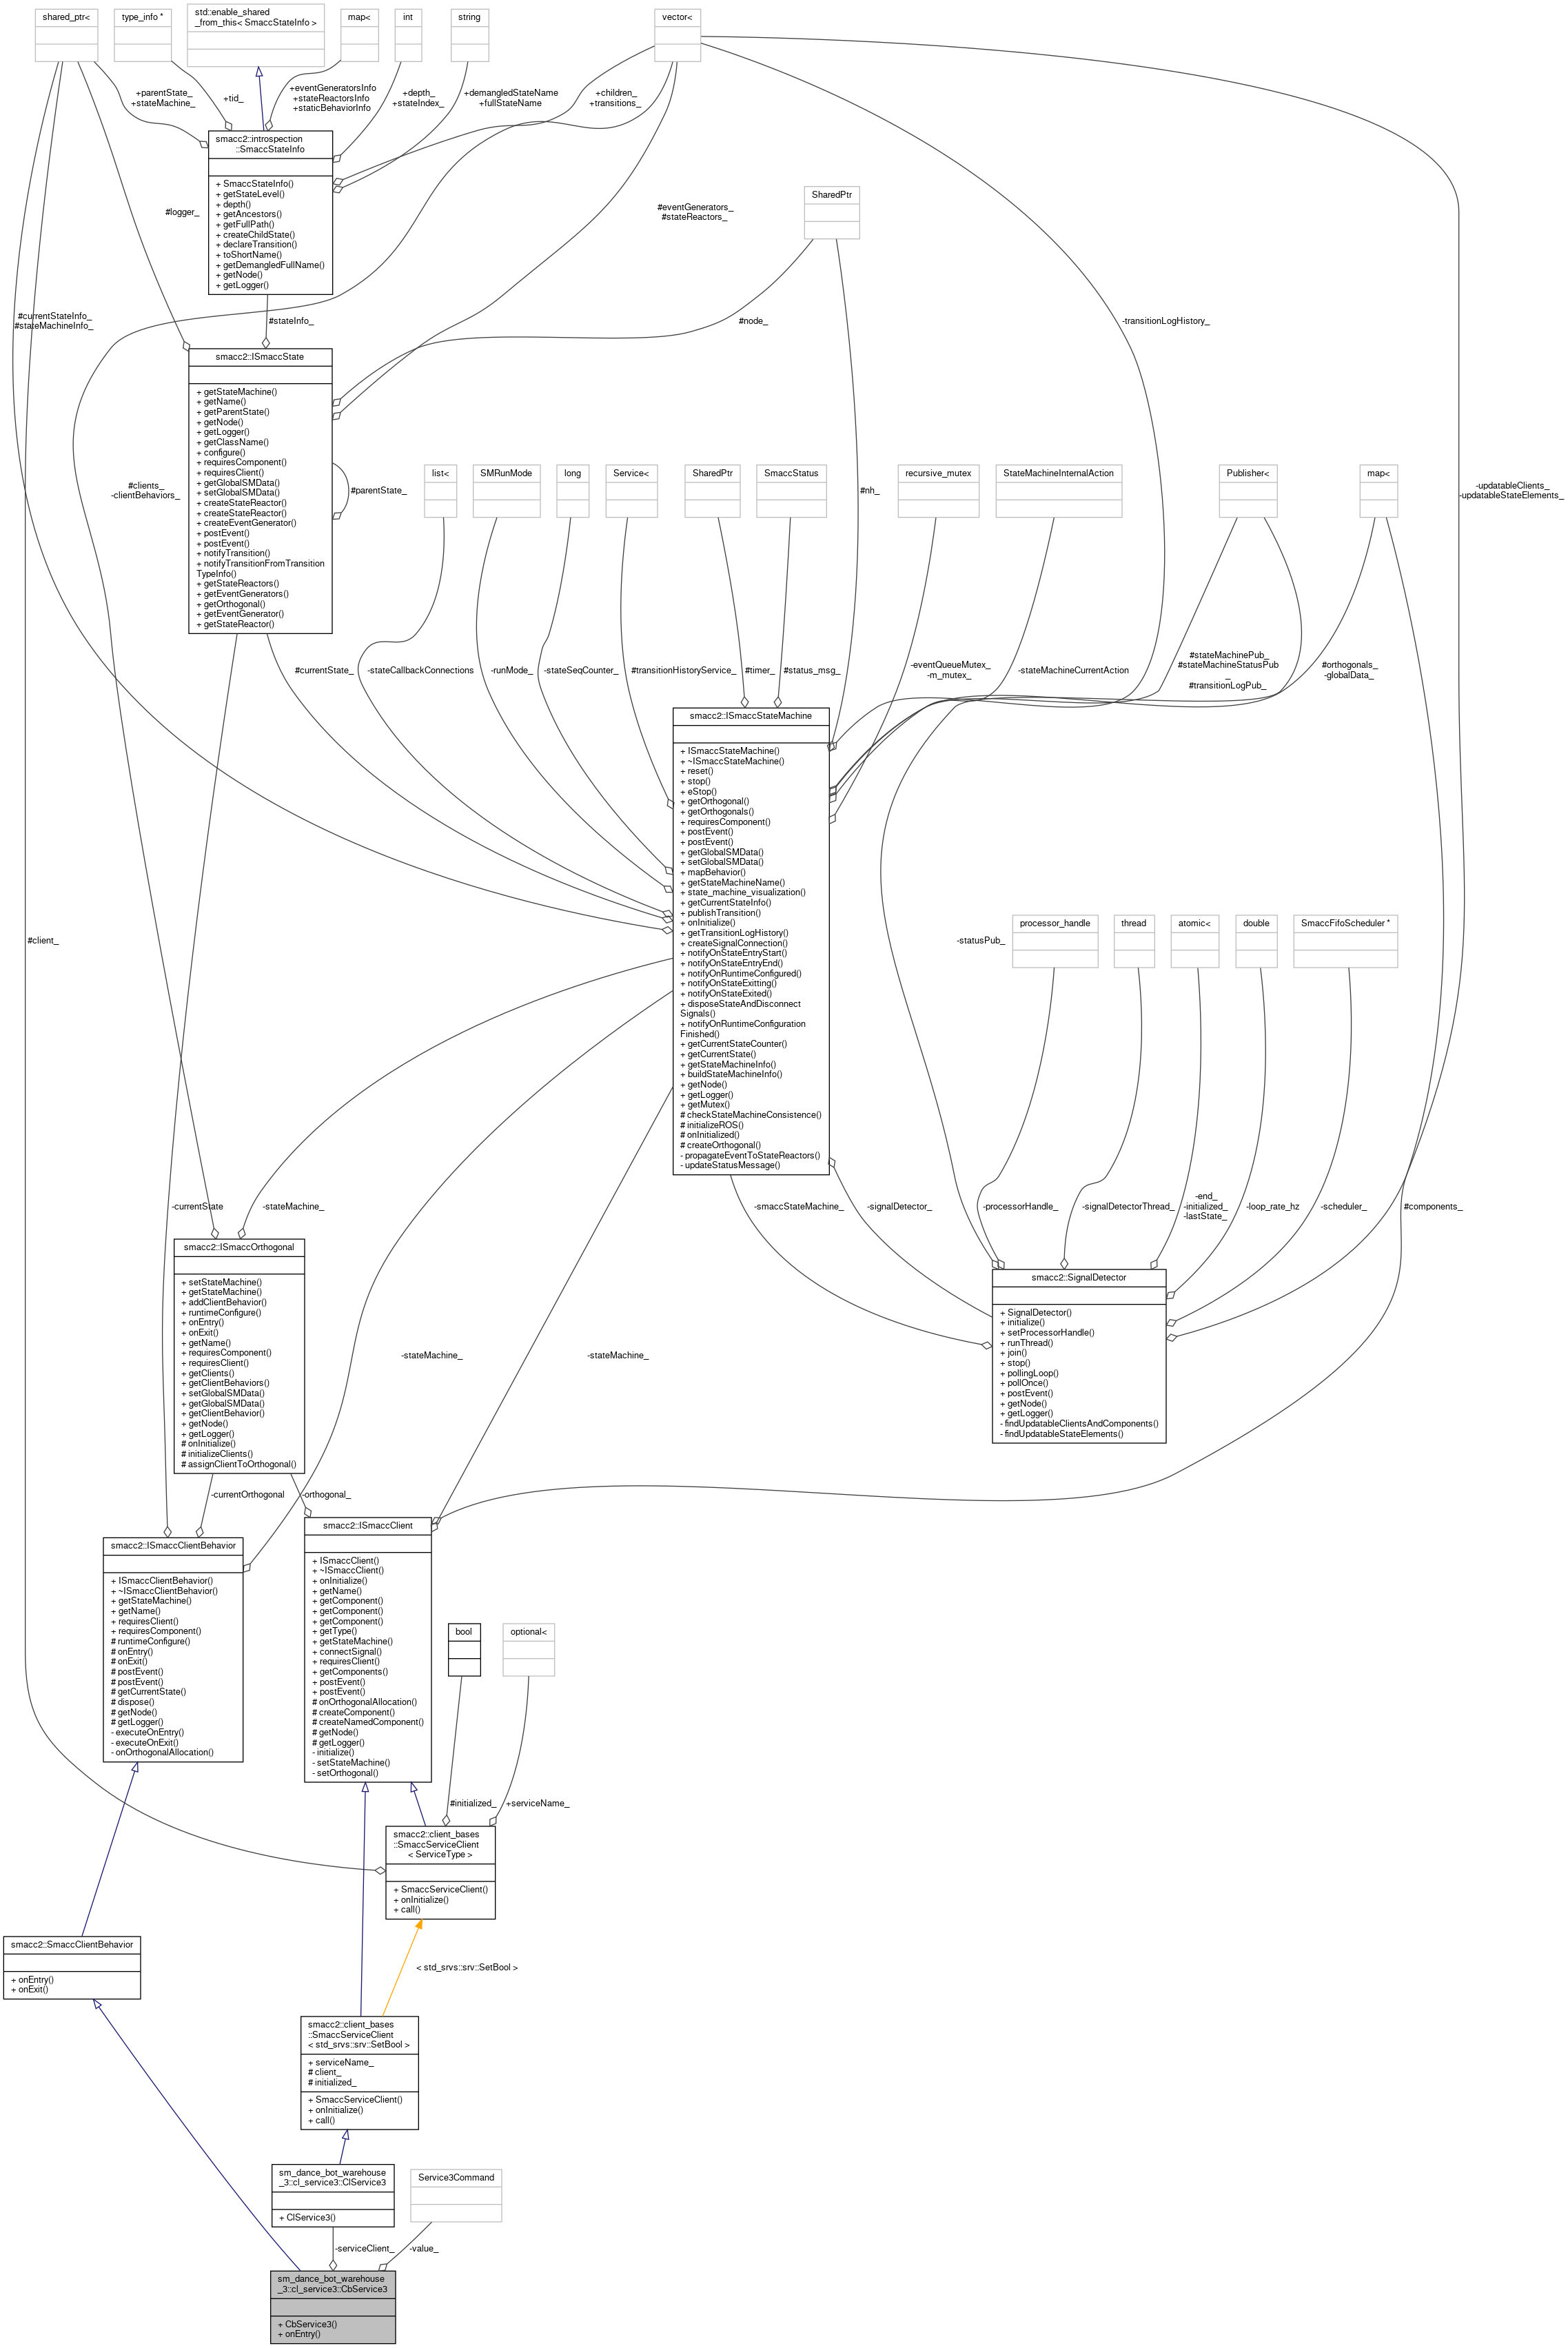 shared_ptr<
type_info *
std::enable_shared
_from_this< SmaccStateInfo >
map<
int
string
vector<
+parentState_
+stateMachine_
+tid_
+eventGeneratorsInfo
+stateReactorsInfo
+staticBehaviorInfo
+depth_
+stateIndex_
+demangledStateName
+fullStateName
+children_
+transitions_
smacc2::introspection
::SmaccStateInfo
+ SmaccStateInfo()
+ getStateLevel()
+ depth()
+ getAncestors()
+ getFullPath()
+ createChildState()
+ declareTransition()
+ toShortName()
+ getDemangledFullName()
+ getNode()
+ getLogger()
#logger_
#eventGenerators_
#stateReactors_
SharedPtr
#currentStateInfo_
#stateMachineInfo_
#stateInfo_
#node_
-transitionLogHistory_
smacc2::ISmaccState
+ getStateMachine()
+ getName()
+ getParentState()
+ getNode()
+ getLogger()
+ getClassName()
+ configure()
+ requiresComponent()
+ requiresClient()
+ getGlobalSMData()
+ setGlobalSMData()
+ createStateReactor()
+ createStateReactor()
+ createEventGenerator()
+ postEvent()
+ postEvent()
+ notifyTransition()
+ notifyTransitionFromTransition
TypeInfo()
+ getStateReactors()
+ getEventGenerators()
+ getOrthogonal()
+ getEventGenerator()
+ getStateReactor()
#clients_
-clientBehaviors_
#parentState_
list<
SMRunMode
long
Service<
SharedPtr
SmaccStatus
#nh_
recursive_mutex
StateMachineInternalAction
Publisher<
map<
-updatableClients_
-updatableStateElements_
#currentState_
-stateCallbackConnections
-runMode_
-stateSeqCounter_
#transitionHistoryService_
#timer_
#status_msg_
-eventQueueMutex_
-m_mutex_
-stateMachineCurrentAction
#stateMachinePub_
#stateMachineStatusPub
_
#transitionLogPub_
#orthogonals_
-globalData_
smacc2::ISmaccStateMachine
+ ISmaccStateMachine()
+ ~ISmaccStateMachine()
+ reset()
+ stop()
+ eStop()
+ getOrthogonal()
+ getOrthogonals()
+ requiresComponent()
+ postEvent()
+ postEvent()
+ getGlobalSMData()
+ setGlobalSMData()
+ mapBehavior()
+ getStateMachineName()
+ state_machine_visualization()
+ getCurrentStateInfo()
+ publishTransition()
+ onInitialize()
+ getTransitionLogHistory()
+ createSignalConnection()
+ notifyOnStateEntryStart()
+ notifyOnStateEntryEnd()
+ notifyOnRuntimeConfigured()
+ notifyOnStateExitting()
+ notifyOnStateExited()
+ disposeStateAndDisconnect
Signals()
+ notifyOnRuntimeConfiguration
Finished()
+ getCurrentStateCounter()
+ getCurrentState()
+ getStateMachineInfo()
+ buildStateMachineInfo()
+ getNode()
+ getLogger()
+ getMutex()
# checkStateMachineConsistence()
# initializeROS()
# onInitialized()
# createOrthogonal()
- propagateEventToStateReactors()
- updateStatusMessage()
#client_
-statusPub_
processor_handle
thread
atomic<
double
SmaccFifoScheduler *
-currentState
-stateMachine_
-smaccStateMachine_
-signalDetector_
-processorHandle_
-signalDetectorThread_
-end_
-initialized_
-lastState_
-loop_rate_hz
-scheduler_
#components_
smacc2::ISmaccOrthogonal
+ setStateMachine()
+ getStateMachine()
+ addClientBehavior()
+ runtimeConfigure()
+ onEntry()
+ onExit()
+ getName()
+ requiresComponent()
+ requiresClient()
+ getClients()
+ getClientBehaviors()
+ setGlobalSMData()
+ getGlobalSMData()
+ getClientBehavior()
+ getNode()
+ getLogger()
# onInitialize()
# initializeClients()
# assignClientToOrthogonal()
-stateMachine_
-stateMachine_
smacc2::SignalDetector
+ SignalDetector()
+ initialize()
+ setProcessorHandle()
+ runThread()
+ join()
+ stop()
+ pollingLoop()
+ pollOnce()
+ postEvent()
+ getNode()
+ getLogger()
- findUpdatableClientsAndComponents()
- findUpdatableStateElements()
-currentOrthogonal
-orthogonal_
smacc2::ISmaccClientBehavior
+ ISmaccClientBehavior()
+ ~ISmaccClientBehavior()
+ getStateMachine()
+ getName()
+ requiresClient()
+ requiresComponent()
# runtimeConfigure()
# onEntry()
# onExit()
# postEvent()
# postEvent()
# getCurrentState()
# dispose()
# getNode()
# getLogger()
- executeOnEntry()
- executeOnExit()
- onOrthogonalAllocation()
smacc2::ISmaccClient
+ ISmaccClient()
+ ~ISmaccClient()
+ onInitialize()
+ getName()
+ getComponent()
+ getComponent()
+ getComponent()
+ getType()
+ getStateMachine()
+ connectSignal()
+ requiresClient()
+ getComponents()
+ postEvent()
+ postEvent()
# onOrthogonalAllocation()
# createComponent()
# createNamedComponent()
# getNode()
# getLogger()
- initialize()
- setStateMachine()
- setOrthogonal()
bool
optional<
#initialized_
+serviceName_
smacc2::client_bases
::SmaccServiceClient
< ServiceType >
+ SmaccServiceClient()
+ onInitialize()
+ call()
smacc2::SmaccClientBehavior
+ onEntry()
+ onExit()
< std_srvs::srv::SetBool >
smacc2::client_bases
::SmaccServiceClient
< std_srvs::srv::SetBool >
+ serviceName_
# client_
# initialized_
+ SmaccServiceClient()
+ onInitialize()
+ call()
sm_dance_bot_warehouse
_3::cl_service3::ClService3
+ ClService3()
Service3Command
-serviceClient_
-value_
sm_dance_bot_warehouse
_3::cl_service3::CbService3
+ CbService3()
+ onEntry()